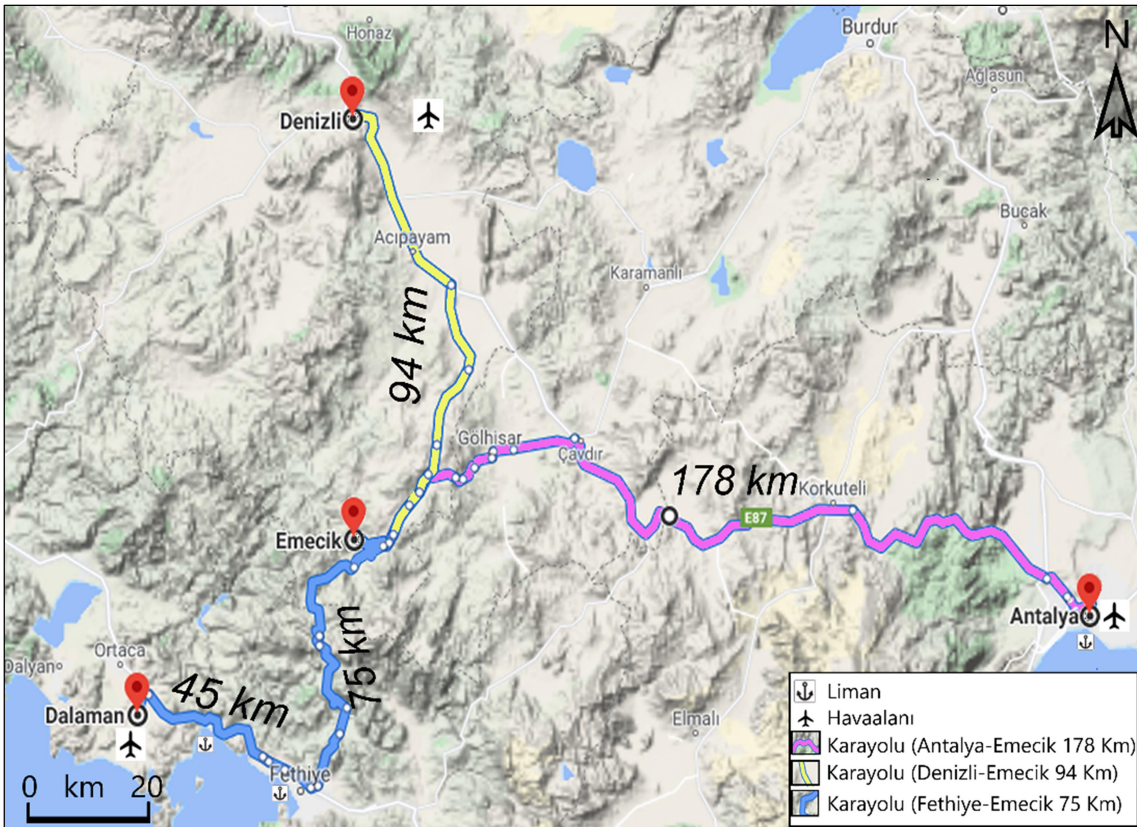 Honaz
Burdur
N
Ağlasun
Denizli
Bucak
Acıpayam
Karamanlı
94 km
Gölhisar
Çavdır
178 km
Korkuteli
E87
Emecik
Antalya
75 km
Ortaca
Dalyan
45 km
Dalaman
Elmalı
Fethiye
0 km 20
Liman
Havaalanı
Karayolu (Antalya-Emecik 178 Km)
Karayolu (Denizli-Emecik 94 Km)
Karayolu (Fethiye-Emecik 75 Km)